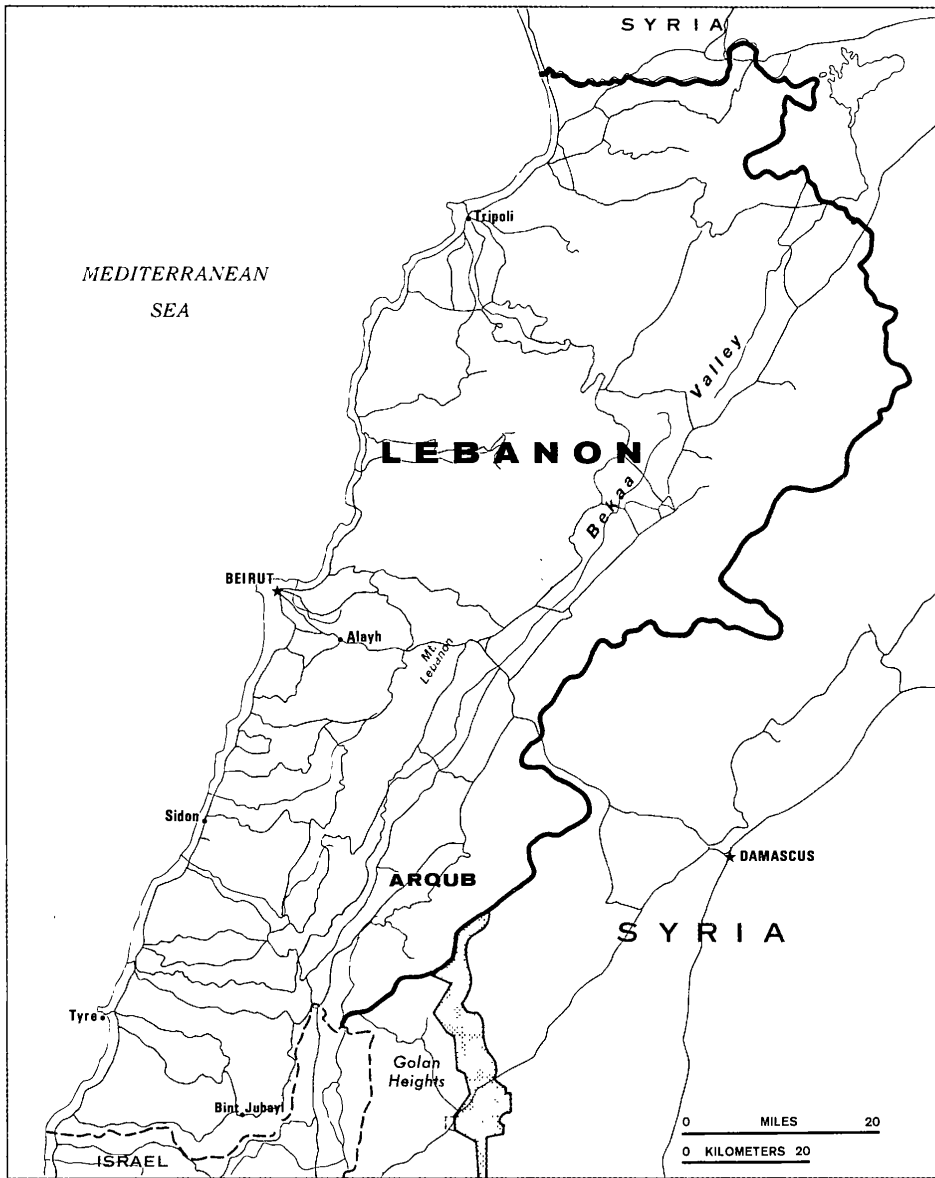 SYRIA
Tripoli
MEDITERRANEAN
SEA
Valley
LEBANON
Bekaa
BEIRUT
Alayh
Mt.
Lebanon
Sidon
DAMASCUS
ARQUB
SYRIA
Tyre
Golan
Heights
Bint Jubayl
0 MILES 20
0 KILOMETERS 20
ISRAEL